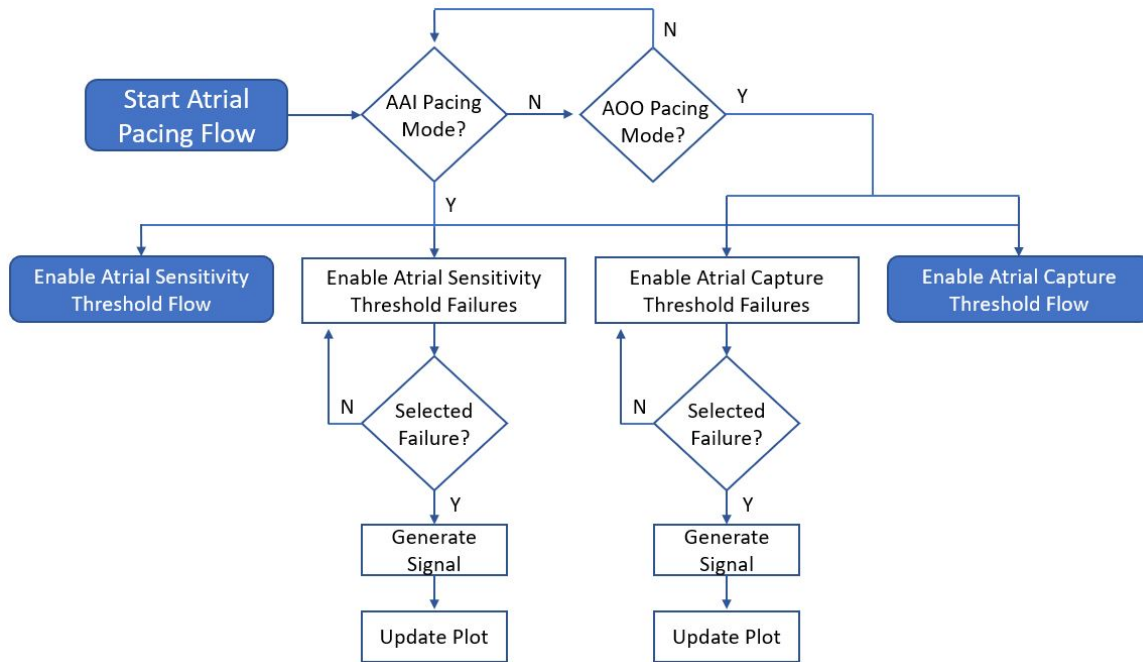 N
Start Atrial
Pacing Flow
AAI Pacing
Mode?
N
AOO Pacing
Mode?
Y
Y
Enable Atrial Sensitivity
Threshold Flow
Enable Atrial Sensitivity
Threshold Failures
Enable Atrial Capture
Threshold Failures
Enable Atrial Capture
Threshold Flow
N
Selected
Failure?
N
Selected
Failure?
Y
Y
Generate
Signal
Generate
Signal
Update Plot
Update Plot